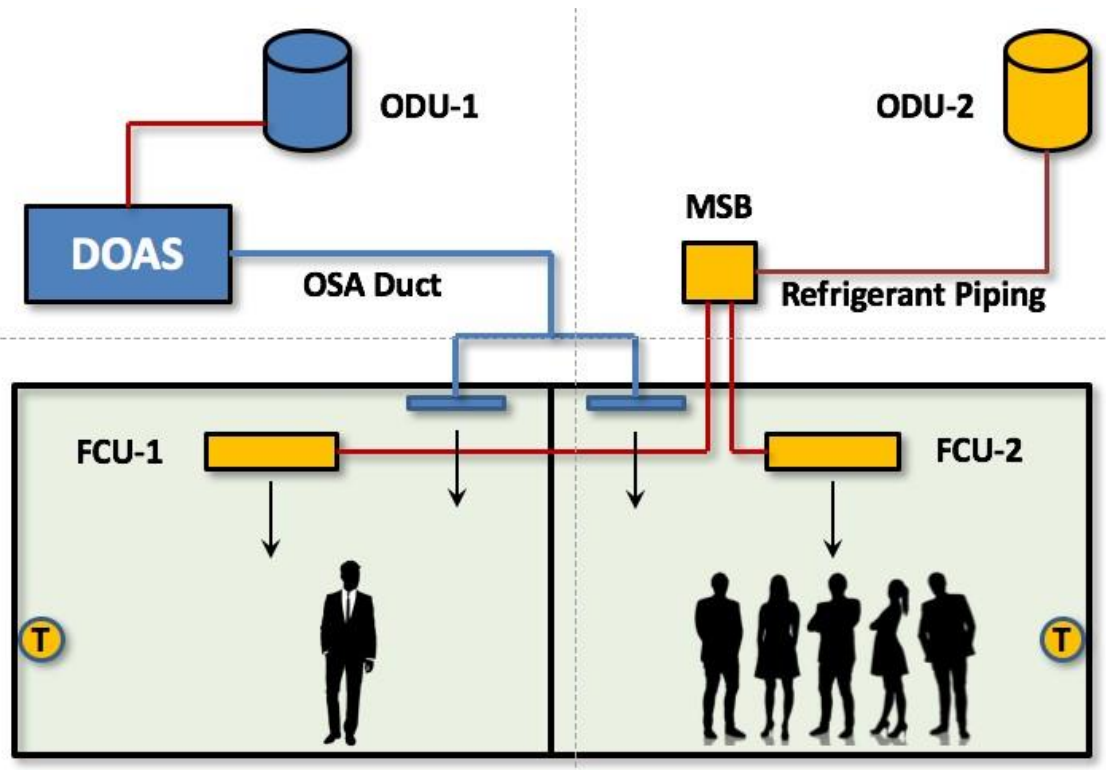 ODU-1
ODU-2
MSB
DOAS
OSA Duct
Refrigerant Piping
FCU-1
FCU-2
T
T